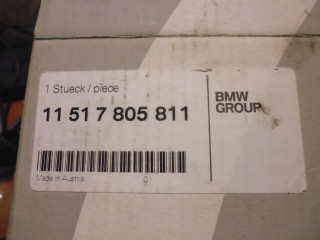 1 Stueck / piece
11 51 7 805 811
BMW
GROUP
Made in Austria
01